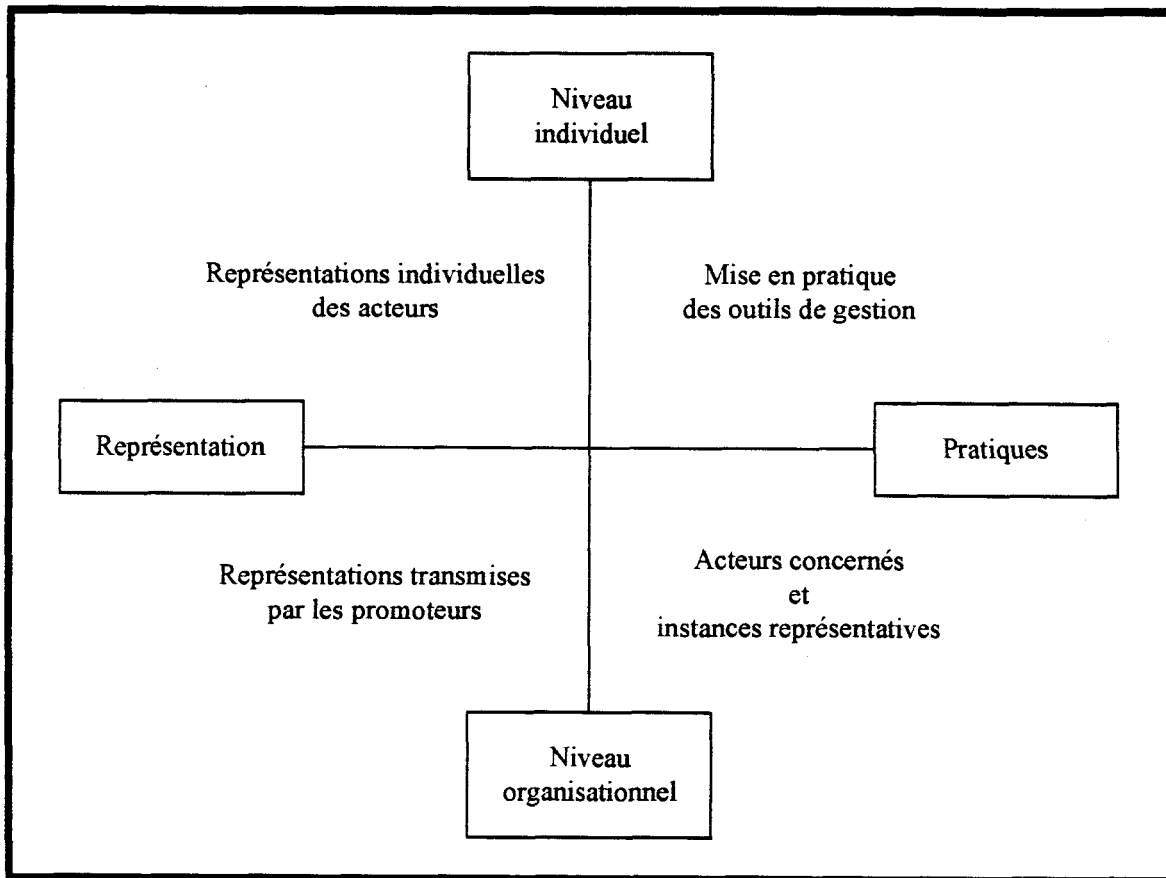 Niveau
individuel
Représentations individuelles
des acteurs
Mise en pratique
des outils de gestion
Représentation
Pratiques
Représentations transmises
par les promoteurs
Acteurs concernés
et
instances représentatives
Niveau
organisationnel